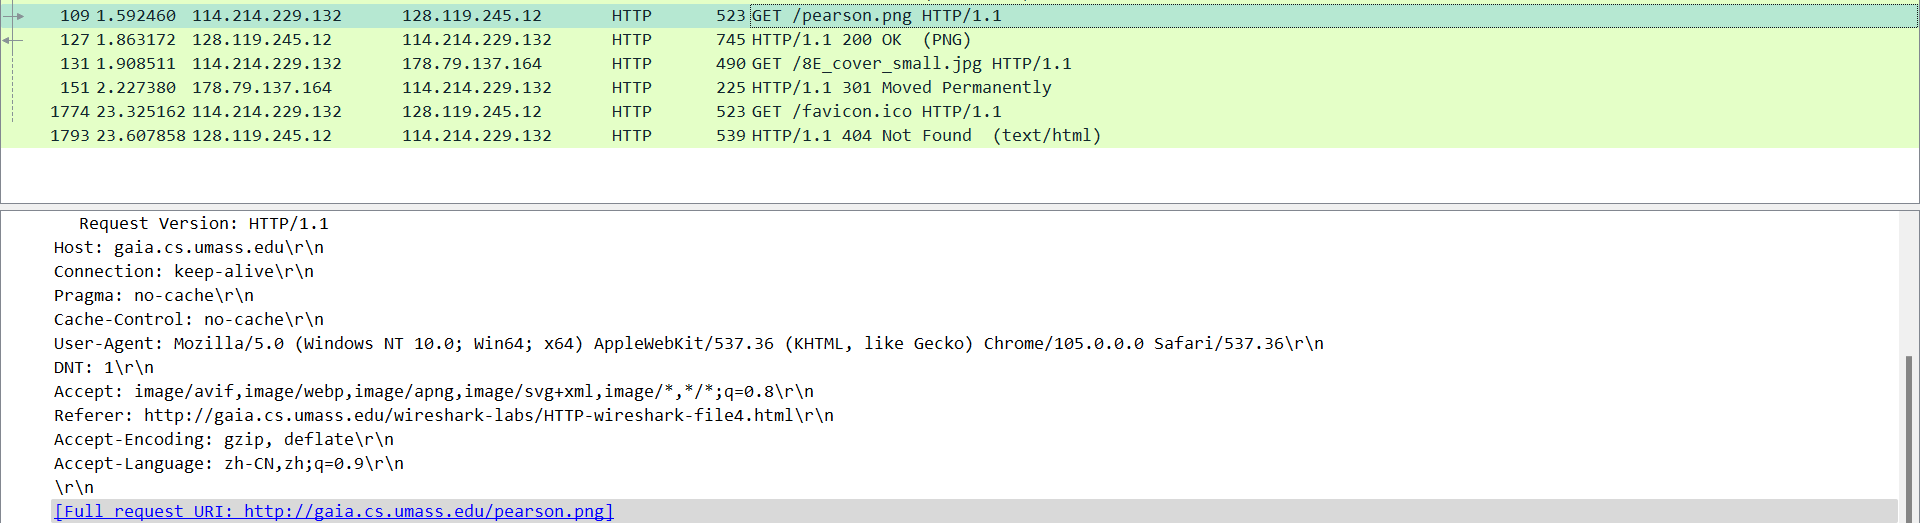 109 1.592460 114.214.229.132 128.119.245.12 HTTP 523 GET /pearson.png HTTP/1.1
127 1.863172 128.119.245.12 114.214.229.132 HTTP 745 HTTP/1.1 200 OK (PNG)
131 1.908511 114.214.229.132 178.79.137.164 HTTP 490 GET /8E_cover_small.jpg HTTP/1.1
151 2.227380 178.79.137.164 114.214.229.132 HTTP 225 HTTP/1.1 301 Moved Permanently
1774 23.325162 114.214.229.132 128.119.245.12 HTTP 523 GET /favicon.ico HTTP/1.1
1793 23.607858 128.119.245.12 114.214.229.132 HTTP 539 HTTP/1.1 404 Not Found (text/html)
Request Version: HTTP/1.1
Host: gaia.cs.umass.edu\r\n
Connection: keep-alive\r\n
Pragma: no-cache\r\n
Cache-Control: no-cache\r\n
User-Agent: Mozilla/5.0 (Windows NT 10.0; Win64; x64) AppleWebKit/537.36 (KHTML, like Gecko) Chrome/105.0.0.0 Safari/537.36\r\n
DNT: 1\r\n
Accept: image/avif,image/webp,image/apng,image/svg+xml,image/*,*/*;q=0.8\r\n
Referer: http://gaia.cs.umass.edu/wireshark-labs/HTTP-wireshark-file4.html\r\n
Accept-Encoding: gzip, deflate\r\n
Accept-Language: zh-CN,zh;q=0.9\r\n
\r\n
[Full request URI: http://gaia.cs.umass.edu/pearson.png]